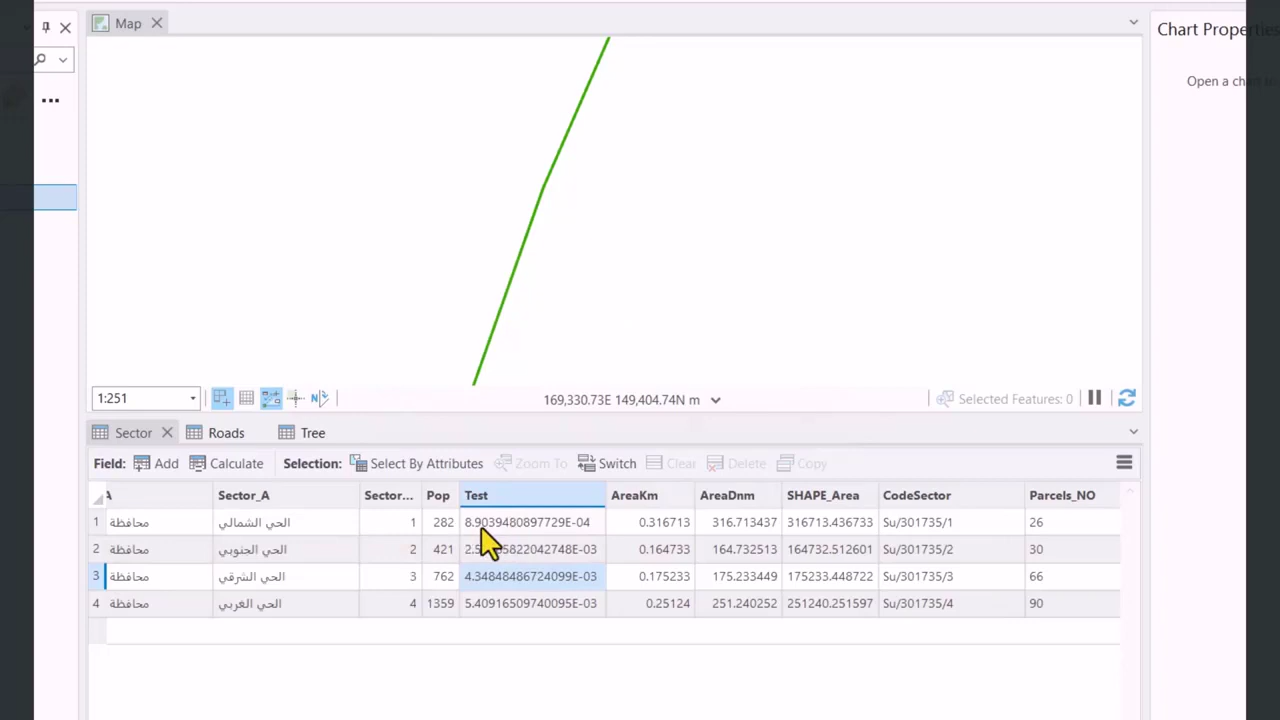 Map
Chart Properties
Open a chart
1:251
169,330.73E 149,404.74N m
Selected Features: 0
Sector Roads Tree
Field: Add Calculate Selection: Select By Attributes Zoom To Switch Clear Delete Copy
A Sector_A Sector... Pop Test AreaKm AreaDnm SHAPE_Area CodeSector Parcels_NO
1 محافظة الحي الشمالي 1 282 8.9039480897729E-04 0.316713 316.713437 316713.436733 Su/301735/1 26
2 محافظة الحي الجنوبي 2 421 0.164733 164.732513 164732.512601 Su/301735/2 30
3 محافظة الحي الشرقي 3 762 4.34848486724099E-03 0.175233 175.233449 175233.448722 Su/301735/3 66
4 محافظة الحي الغربي 4 1359 5.40916509740095E-03 0.25124 251.240252 251240.251597 Su/301735/4 90